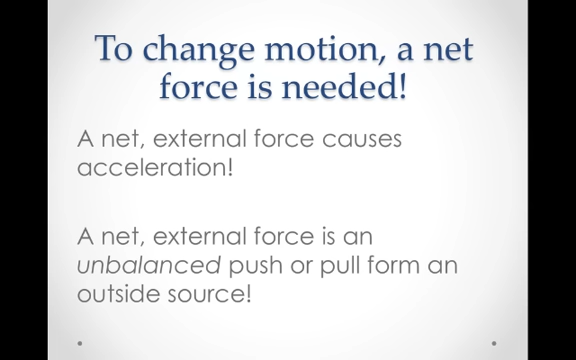 To change motion, a net
force is needed!
A net, external force causes
acceleration!
A net, external force is an
unbalanced push or pull form an
outside source!